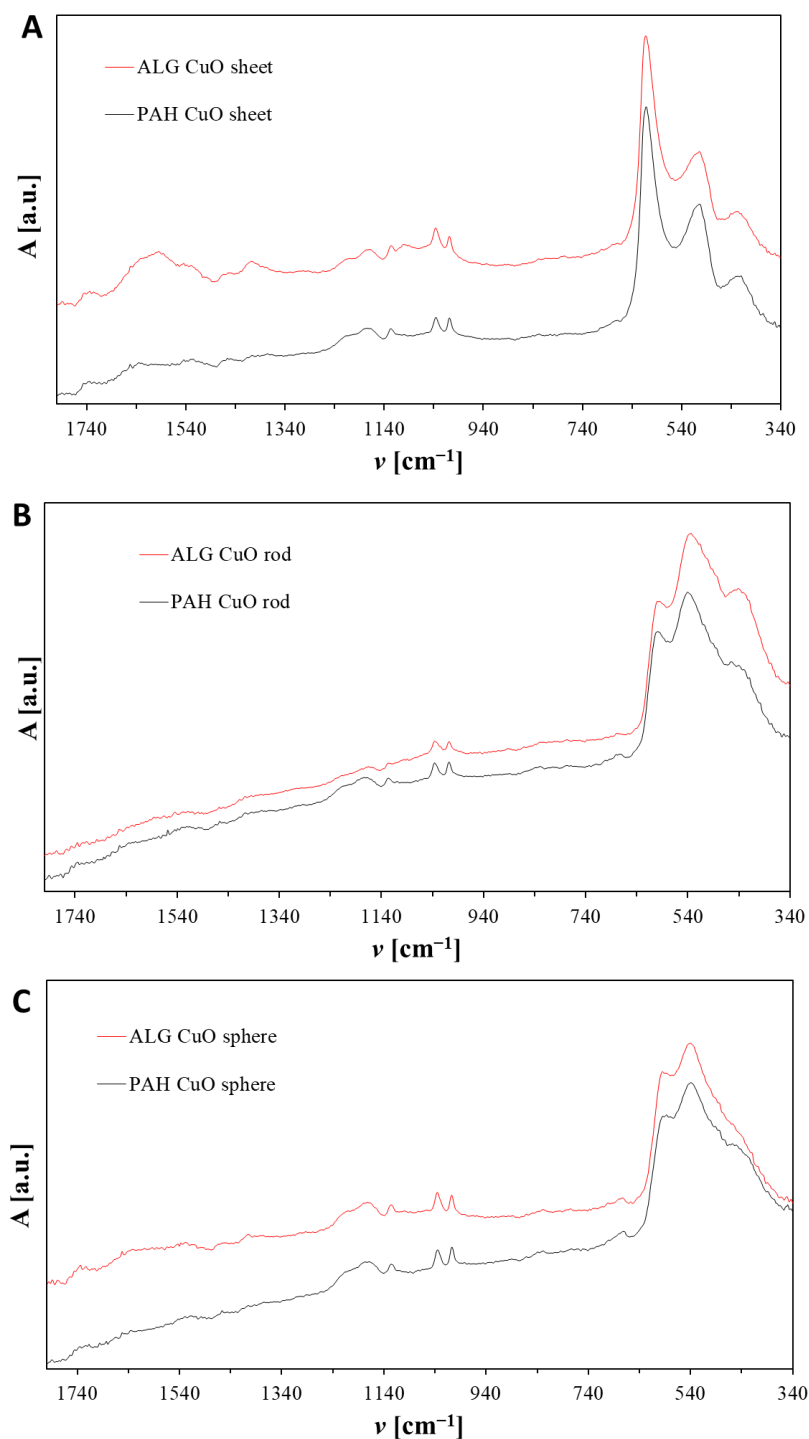 A
ALG CuO sheet
PAH CuO sheet
A [a.u.]
1740 1540 1340 1140 940 740 540 340
ν [cm⁻¹]
B
ALG CuO rod
PAH CuO rod
A [a.u.]
1740 1540 1340 1140 940 740 540 340
ν [cm⁻¹]
C
ALG CuO sphere
PAH CuO sphere
A [a.u.]
1740 1540 1340 1140 940 740 540 340
ν [cm⁻¹]